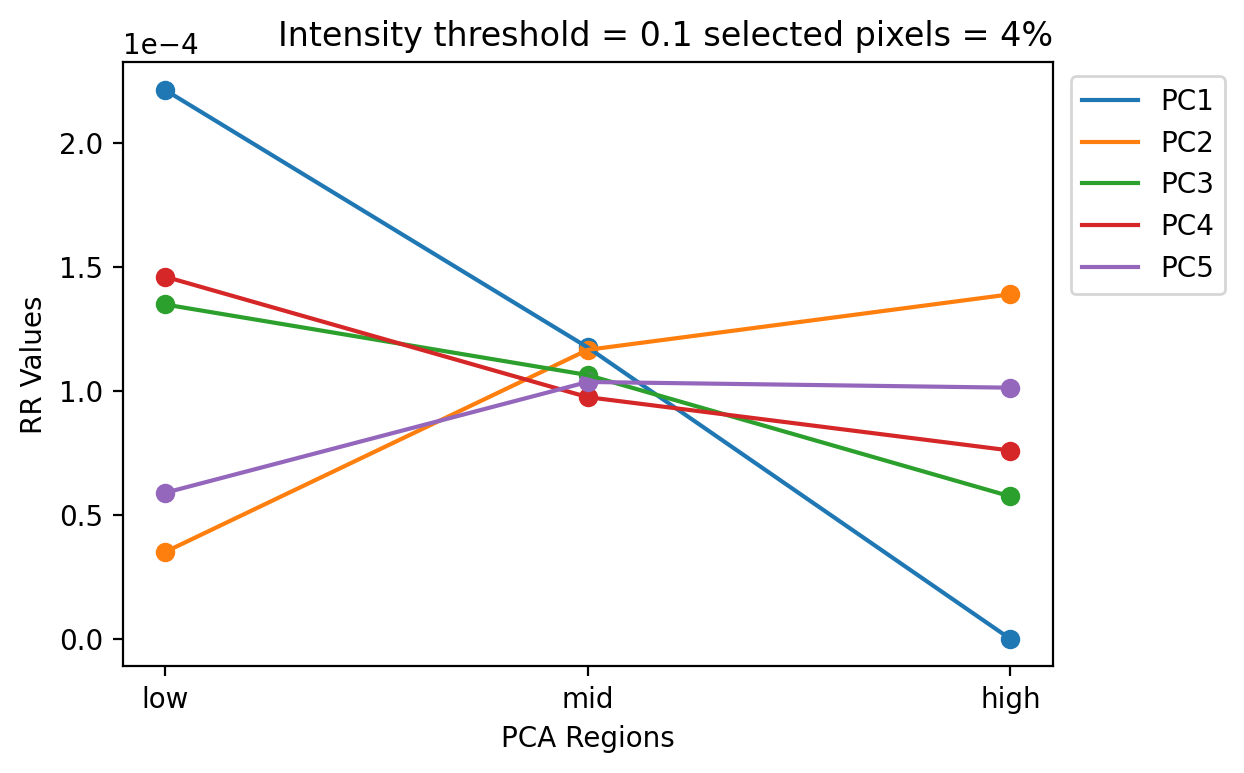 Intensity threshold = 0.1 selected pixels = 4%
1e−4
2.0
1.5
1.0
0.5
0.0
RR Values
low mid high
PCA Regions
PC1
PC2
PC3
PC4
PC5